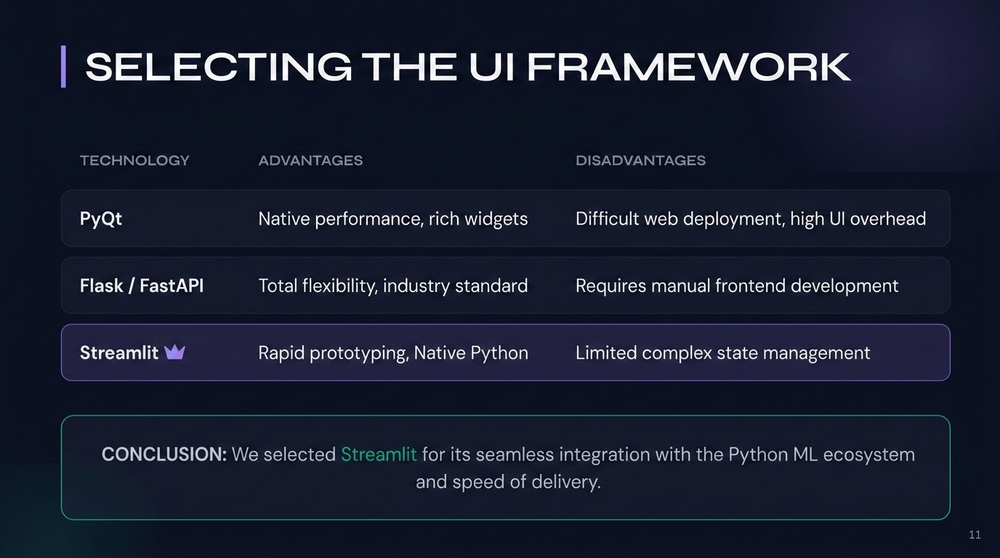 SELECTING THE UI FRAMEWORK
TECHNOLOGY ADVANTAGES DISADVANTAGES
PyQt Native performance, rich widgets Difficult web deployment, high UI overhead
Flask / FastAPI Total flexibility, industry standard Requires manual frontend development
Streamlit Rapid prototyping, Native Python Limited complex state management
CONCLUSION: We selected Streamlit for its seamless integration with the Python ML ecosystem
and speed of delivery.
11